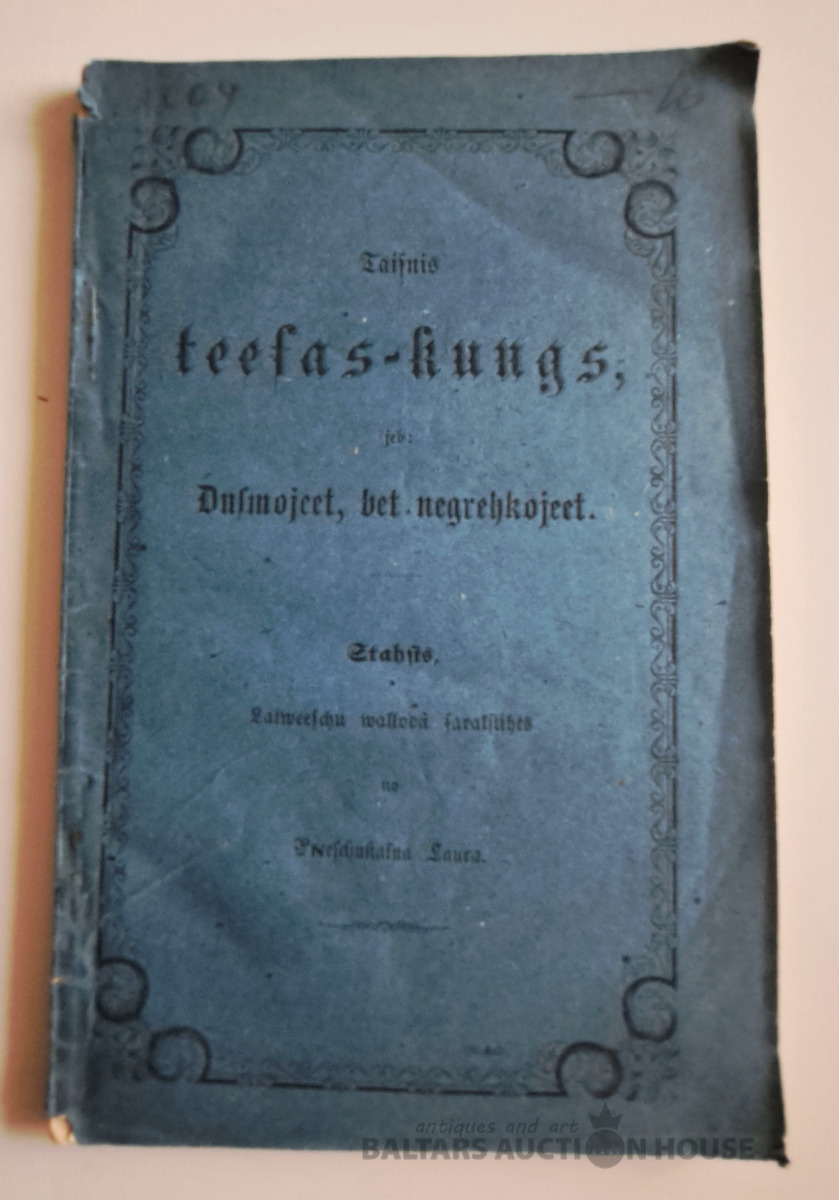 Taiſnis
teeſas-kungs,
jeb:
Duſmojeet, bet negrehkojeet.
Stahſts,
Latweeſchu wallodâ ſarakſtihts
no
Preeſchukalna Laura.
antiques and art
BALTARS AUCTION HOUSE